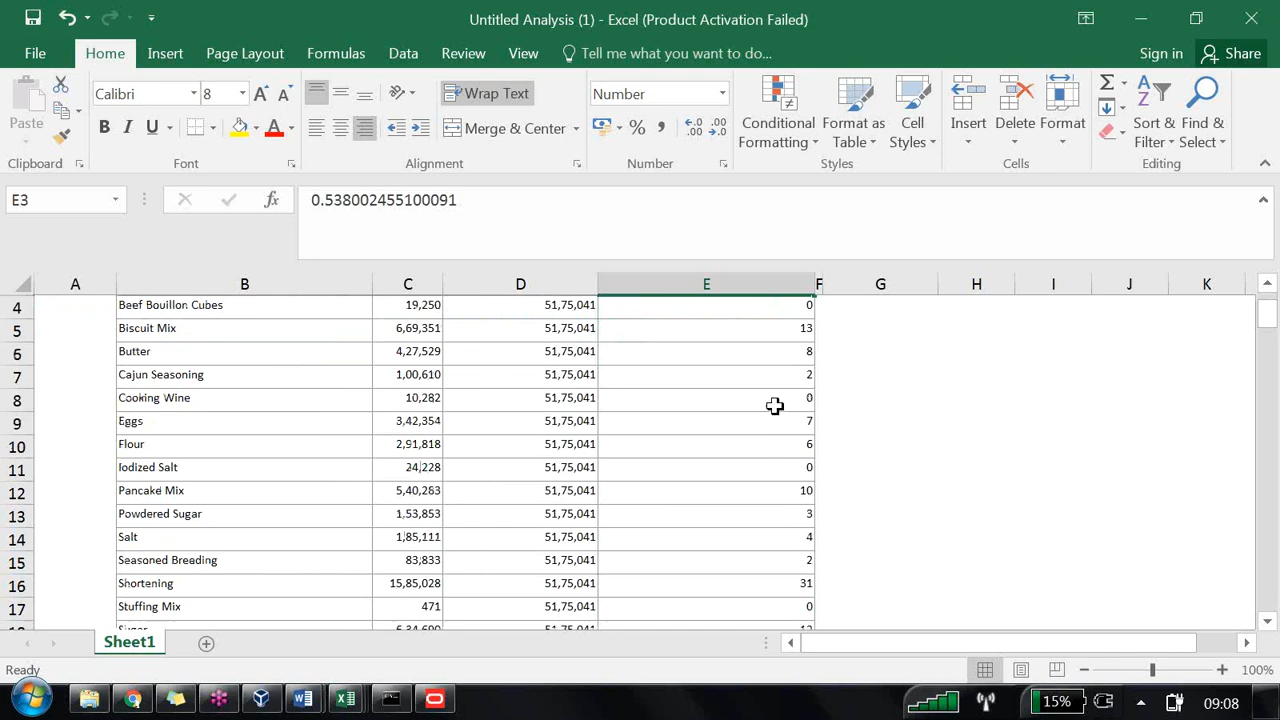 Untitled Analysis (1) - Excel (Product Activation Failed)
File Home Insert Page Layout Formulas Data Review View Tell me what you want to do... Sign in Share
Paste
Calibri 8
B I U A
Wrap Text
Merge & Center
Number
% ,
Conditional Formatting
Format as Table
Cell Styles
Insert Delete Format
Sort & Filter
Find & Select
Clipboard Font Alignment Number Styles Cells Editing
E3 fx 0.538002455100091
A B C D E F G H I J K
4 Beef Bouillon Cubes 19,250 51,75,041 0
5 Biscuit Mix 6,69,351 51,75,041 13
6 Butter 4,27,529 51,75,041 8
7 Cajun Seasoning 1,00,610 51,75,041 2
8 Cooking Wine 10,282 51,75,041 0
9 Eggs 3,42,354 51,75,041 7
10 Flour 2,91,818 51,75,041 6
11 Iodized Salt 24,228 51,75,041 0
12 Pancake Mix 5,40,263 51,75,041 10
13 Powdered Sugar 1,53,853 51,75,041 3
14 Salt 1,85,111 51,75,041 4
15 Seasoned Breading 83,833 51,75,041 2
16 Shortening 15,85,028 51,75,041 31
17 Stuffing Mix 471 51,75,041 0
Sheet1
Ready 100%
15% 09:08